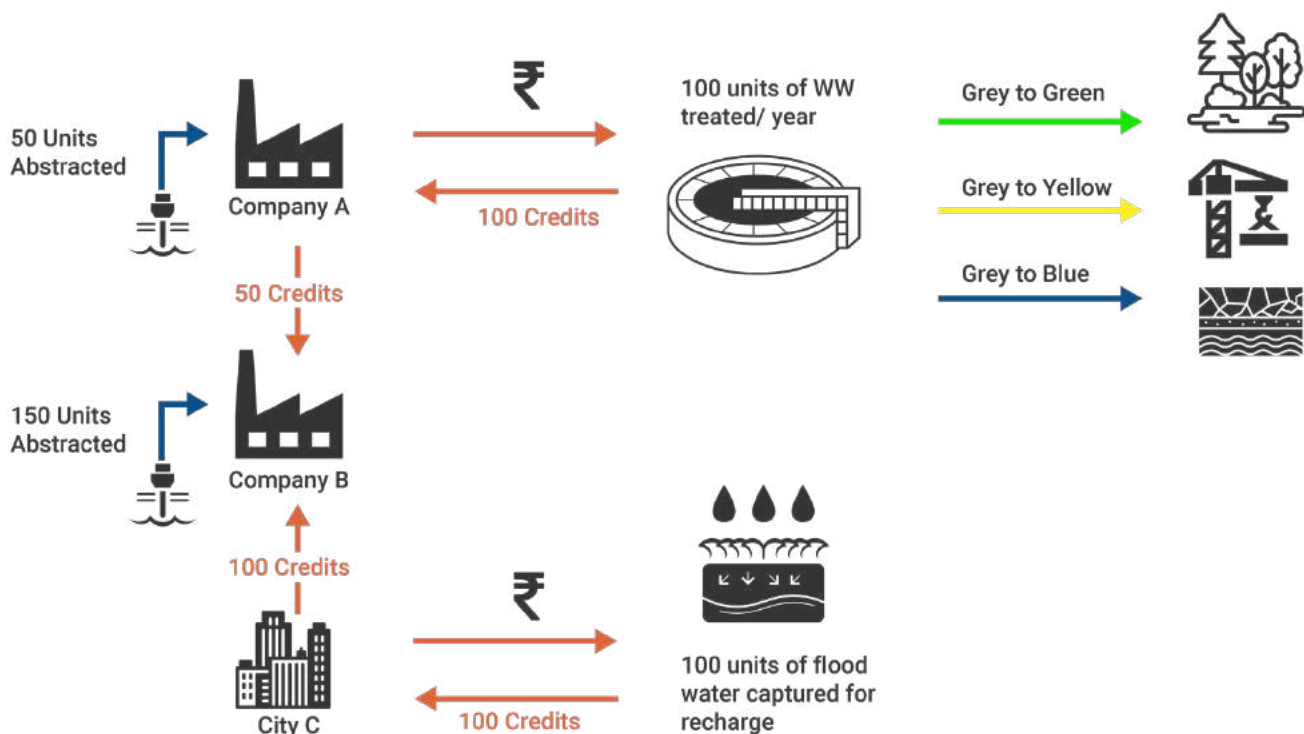 ₹
100 units of WW
treated/ year
50 Units
Abstracted
Company A
100 Credits
Grey to Green
Grey to Yellow
Grey to Blue
50 Credits
150 Units
Abstracted
Company B
100 Credits
₹
City C
100 Credits
100 units of flood
water captured for
recharge